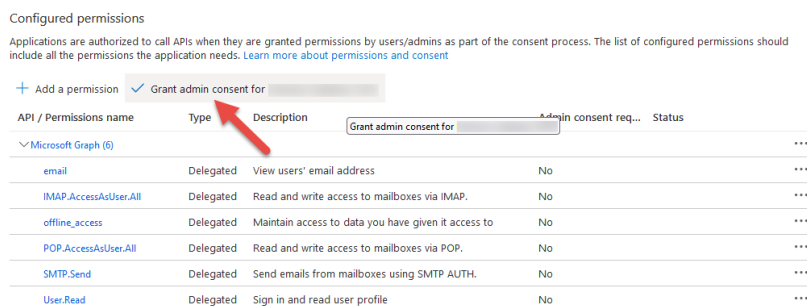 Configured permissions
Applications are authorized to call APIs when they are granted permissions by users/admins as part of the consent process. The list of configured permissions should
include all the permissions the application needs. Learn more about permissions and consent
Add a permission Grant admin consent for
API / Permissions name Type Description Admin consent req... Status
Grant admin consent for
Microsoft Graph (6)
email Delegated View users' email address No
IMAP.AccessAsUser.All Delegated Read and write access to mailboxes via IMAP. No
offline_access Delegated Maintain access to data you have given it access to No
POP.AccessAsUser.All Delegated Read and write access to mailboxes via POP. No
SMTP.Send Delegated Send emails from mailboxes using SMTP AUTH. No
User.Read Delegated Sign in and read user profile No